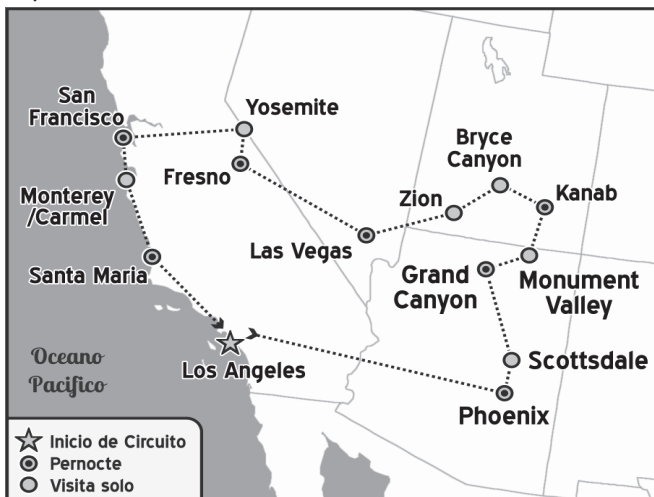 San
Francisco
Yosemite
Bryce
Canyon
Fresno
Zion
Kanab
Monterey
/Carmel
Las Vegas
Santa Maria
Grand
Canyon
Monument
Valley
Oceano
Pacifico
Los Angeles
Scottsdale
Phoenix
Inicio de Circuito
Pernocte
Visita solo